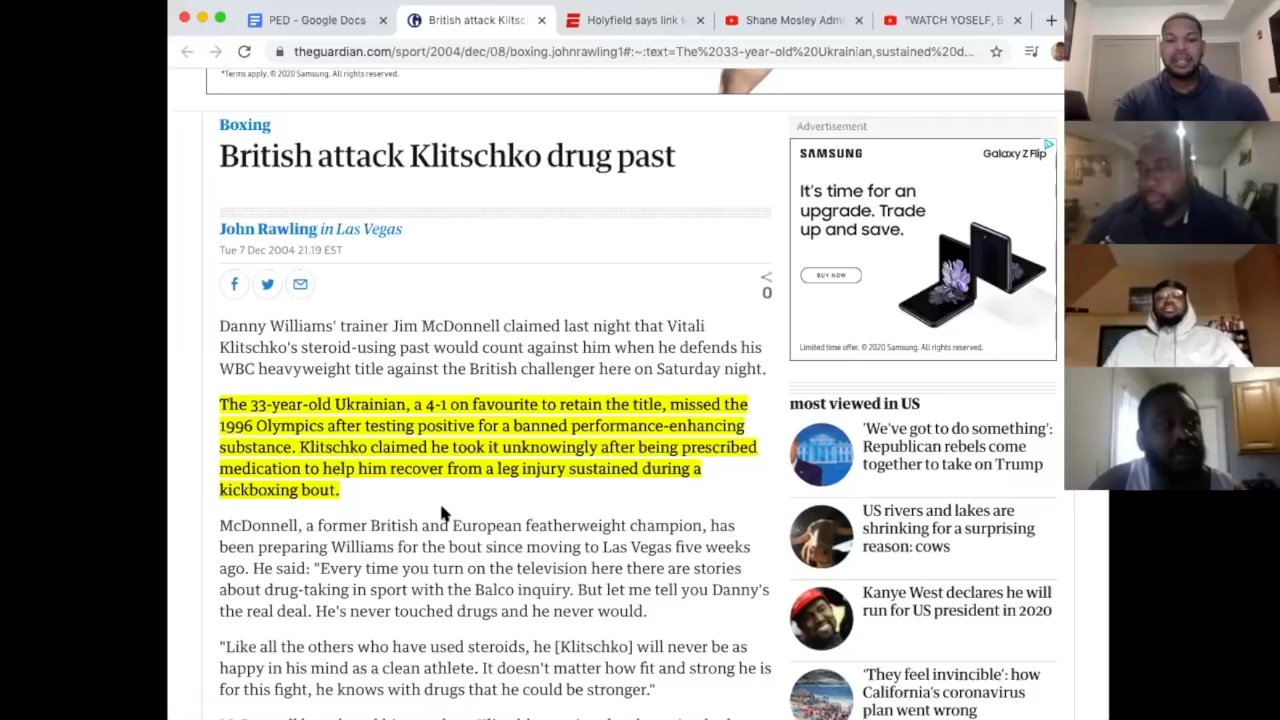 PED - Google Docs
British attack Klitsc
Holyfield says link t
Shane Mosley Adm
"WATCH YOSELF, B
theguardian.com/sport/2004/dec/08/boxing.johnrawling1#:~:text=The%2033-year-old%20Ukrainian,sustained%20d...
*Terms apply. © 2020 Samsung. All rights reserved.
Boxing
British attack Klitschko drug past
John Rawling in Las Vegas
Tue 7 Dec 2004 21.19 EST
0
Danny Williams' trainer Jim McDonnell claimed last night that Vitali
Klitschko's steroid-using past would count against him when he defends his
WBC heavyweight title against the British challenger here on Saturday night.
The 33-year-old Ukrainian, a 4-1 on favourite to retain the title, missed the
1996 Olympics after testing positive for a banned performance-enhancing
substance. Klitschko claimed he took it unknowingly after being prescribed
medication to help him recover from a leg injury sustained during a
kickboxing bout.
McDonnell, a former British and European featherweight champion, has
been preparing Williams for the bout since moving to Las Vegas five weeks
ago. He said: "Every time you turn on the television here there are stories
about drug-taking in sport with the Balco inquiry. But let me tell you Danny's
the real deal. He's never touched drugs and he never would.
"Like all the others who have used steroids, he [Klitschko] will never be as
happy in his mind as a clean athlete. It doesn't matter how fit and strong he is
for this fight, he knows with drugs that he could be stronger."
Advertisement
SAMSUNG
Galaxy Z Flip
It's time for an
upgrade. Trade
up and save.
BUY NOW
Limited time offer. © 2020 Samsung. All rights reserved.
most viewed in US
'We've got to do something':
Republican rebels come
together to take on Trump
US rivers and lakes are
shrinking for a surprising
reason: cows
Kanye West declares he will
run for US president in 2020
'They feel invincible': how
California's coronavirus
plan went wrong